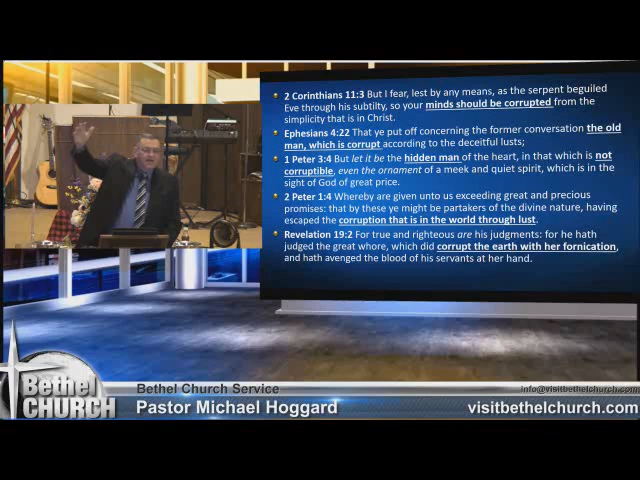 2 Corinthians 11:3 But I fear, lest by any means, as the serpent beguiled
Eve through his subtilty, so your minds should be corrupted from the
simplicity that is in Christ.
Ephesians 4:22 That ye put off concerning the former conversation the old
man, which is corrupt according to the deceitful lusts;
1 Peter 3:4 But let it be the hidden man of the heart, in that which is not
corruptible, even the ornament of a meek and quiet spirit, which is in the
sight of God of great price.
2 Peter 1:4 Whereby are given unto us exceeding great and precious
promises: that by these ye might be partakers of the divine nature, having
escaped the corruption that is in the world through lust.
Revelation 19:2 For true and righteous are his judgments: for he hath
judged the great whore, which did corrupt the earth with her fornication,
and hath avenged the blood of his servants at her hand.
Bethel
CHURCH
Bethel Church Service
info@visitbethelchurch.com
Pastor Michael Hoggard
visitbethelchurch.com